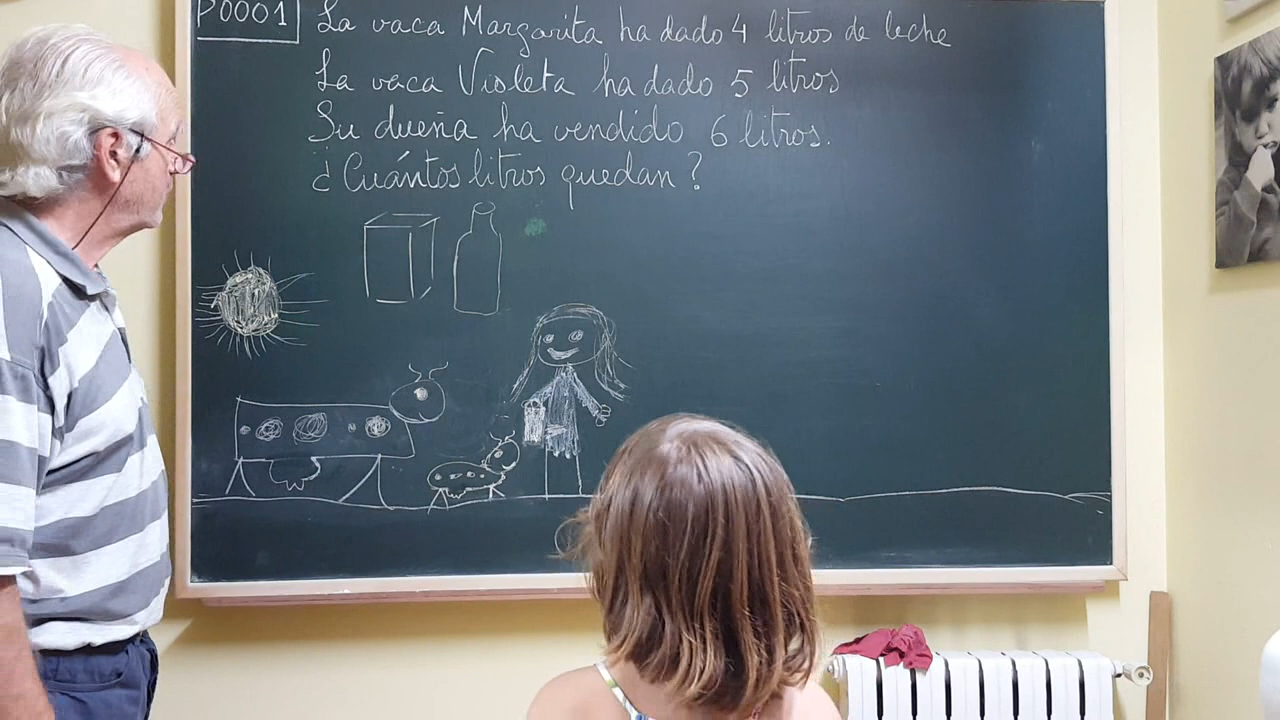 P0001
La vaca Margarita ha dado 4 litros de leche
La vaca Violeta ha dado 5 litros
Su dueña ha vendido 6 litros.
¿Cuántos litros quedan?